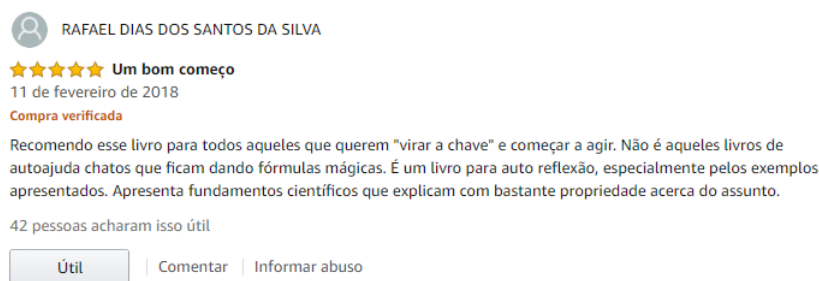 RAFAEL DIAS DOS SANTOS DA SILVA
Um bom começo
11 de fevereiro de 2018
Compra verificada
Recomendo esse livro para todos aqueles que querem "virar a chave" e começar a agir. Não é aqueles livros de
autoajuda chatos que ficam dando fórmulas mágicas. É um livro para auto reflexão, especialmente pelos exemplos
apresentados. Apresenta fundamentos científicos que explicam com bastante propriedade acerca do assunto.
42 pessoas acharam isso útil
Útil Comentar Informar abuso